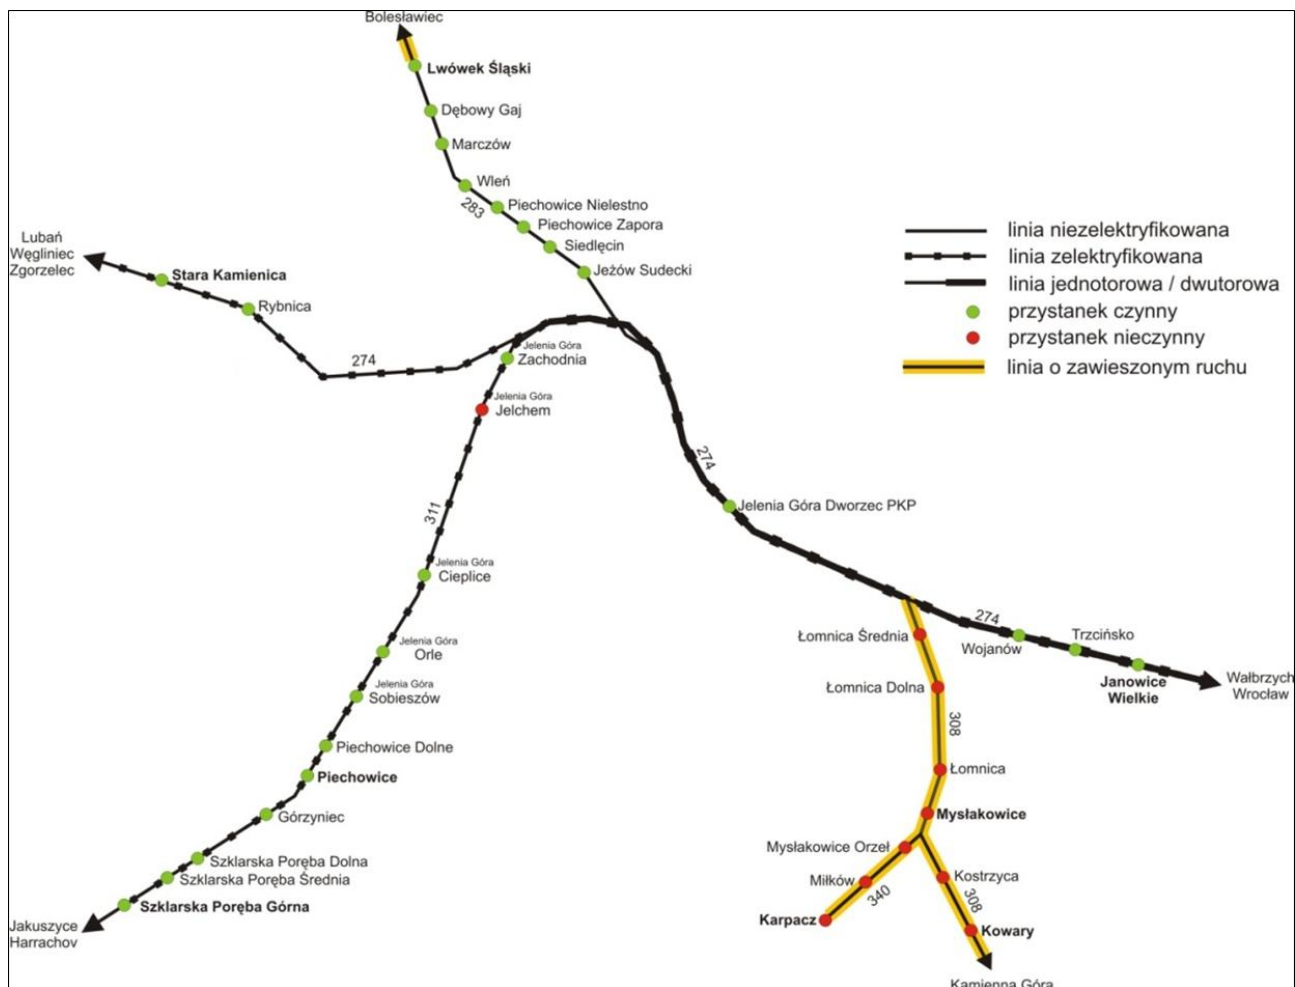 Bolesławiec
Lwówek Śląski
Dębowy Gaj
Marczów
Wleń
283
Piechowice Nielestno
Piechowice Zapora
Siedlęcin
Jeżów Sudecki
Lubań
Węgliniec
Zgorzelec
Stara Kamienica
Rybnica
274
linia niezelektryfikowana
linia zelektryfikowana
linia jednotorowa / dwutorowa
przystanek czynny
przystanek nieczynny
linia o zawieszonym ruchu
Jelenia Góra
Zachodnia
Jelenia Góra
Jelchem
274
311
Jelenia Góra Dworzec PKP
Jelenia Góra
Cieplice
Jelenia Góra
Orle
Jelenia Góra
Sobieszów
Piechowice Dolne
Piechowice
Górzyniec
Szklarska Poręba Dolna
Szklarska Poręba Średnia
Szklarska Poręba Górna
Jakuszyce
Harrachov
274
Łomnica Średnia
Wojanów
Trzcińsko
Janowice
Wielkie
Wałbrzych
Wrocław
Łomnica Dolna
308
Łomnica
Mysłakowice
Mysłakowice Orzeł
Miłków
340
Karpacz
Kostrzyca
308
Kowary
Kamienna Góra